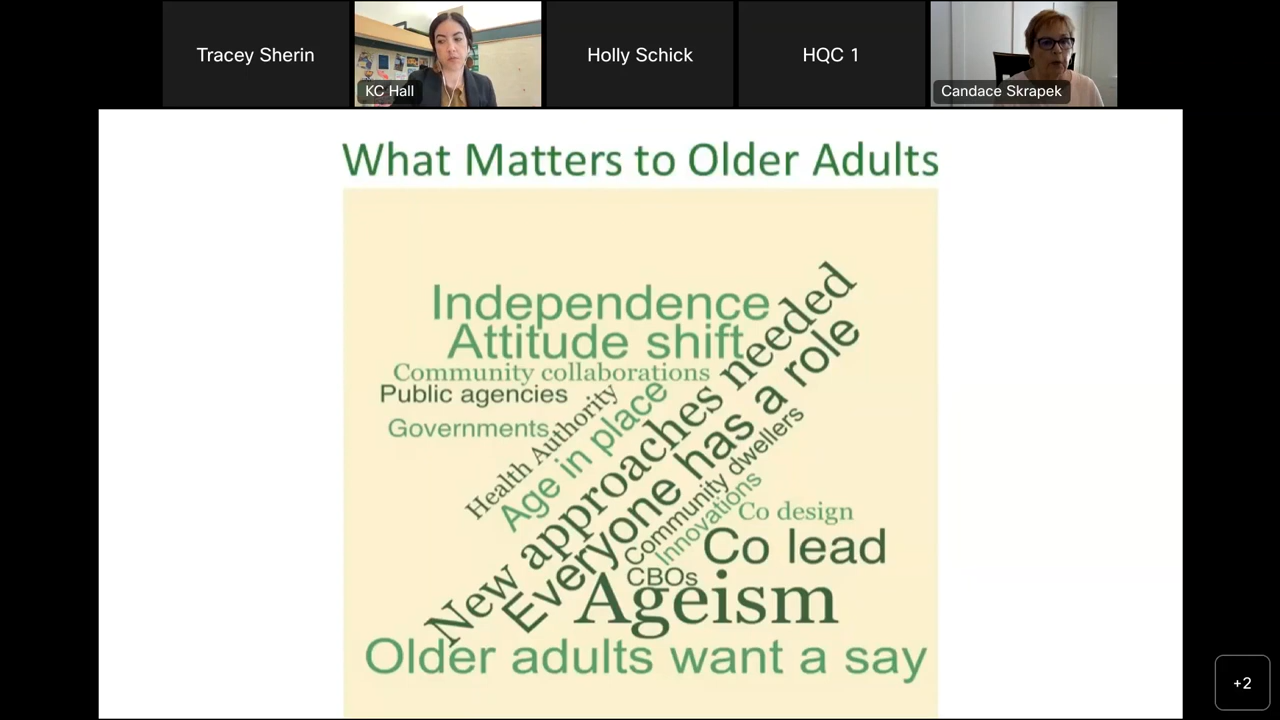 Tracey Sherin
KC Hall
Holly Schick
HQC 1
Candace Skrapek
What Matters to Older Adults
Independence
Attitude shift
Community collaborations
Public agencies
Governments
Health Authority
Age in place
New approaches needed
Everyone has a role
Community dwellers
Innovations
Co design
Co lead
CBOs
Ageism
Older adults want a say
+2